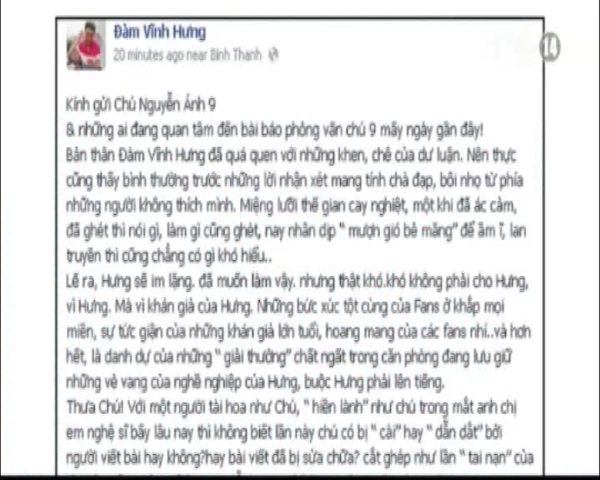 Đàm Vĩnh Hưng
14
20 minutes ago near Binh Thanh
Kính gửi Chú Nguyễn Ánh 9
& những ai đang quan tâm đến bài báo phỏng vấn chú 9 mấy ngày gần đây!
Bản thân Đàm Vĩnh Hưng đã quá quen với những khen, chê của dư luận. Nên thực
cũng thấy bình thường trước những lời nhận xét mang tính chà đạp, bôi nhọ từ phía
những người không thích mình. Miệng lưỡi thế gian cay nghiệt, một khi đã ác cảm,
đã ghét thì nói gì, làm gì cũng ghét, nay nhân dịp " mượn gió bẻ măng" để ầm ĩ, lan
truyền thì cũng chẳng có gì khó hiểu..
Lẽ ra, Hưng sẽ im lặng. đã muốn làm vậy. nhưng thật khó.khó không phải cho Hưng,
vì Hưng. Mà vì khán giả của Hưng. Những bức xúc tột cùng của Fans ở khắp mọi
miền, sự tức giận của những khán giả lớn tuổi, hoang mang của các fans nhí..và hơn
hết, là danh dự của những " giải thưởng" chất ngất trong căn phòng đang lưu giữ
những vẻ vang của nghề nghiệp của Hưng, buộc Hưng phải lên tiếng.
Thưa Chú! Với một người tài hoa như Chú, " hiền lành" như chú trong mắt anh chị
em nghệ sĩ bấy lâu nay thì không biết lần này chú có bị " cài" hay " dẫn dắt" bởi
người viết bài hay không?hay bài viết đã bị sửa chữa? cắt ghép như lần " tai nạn" của